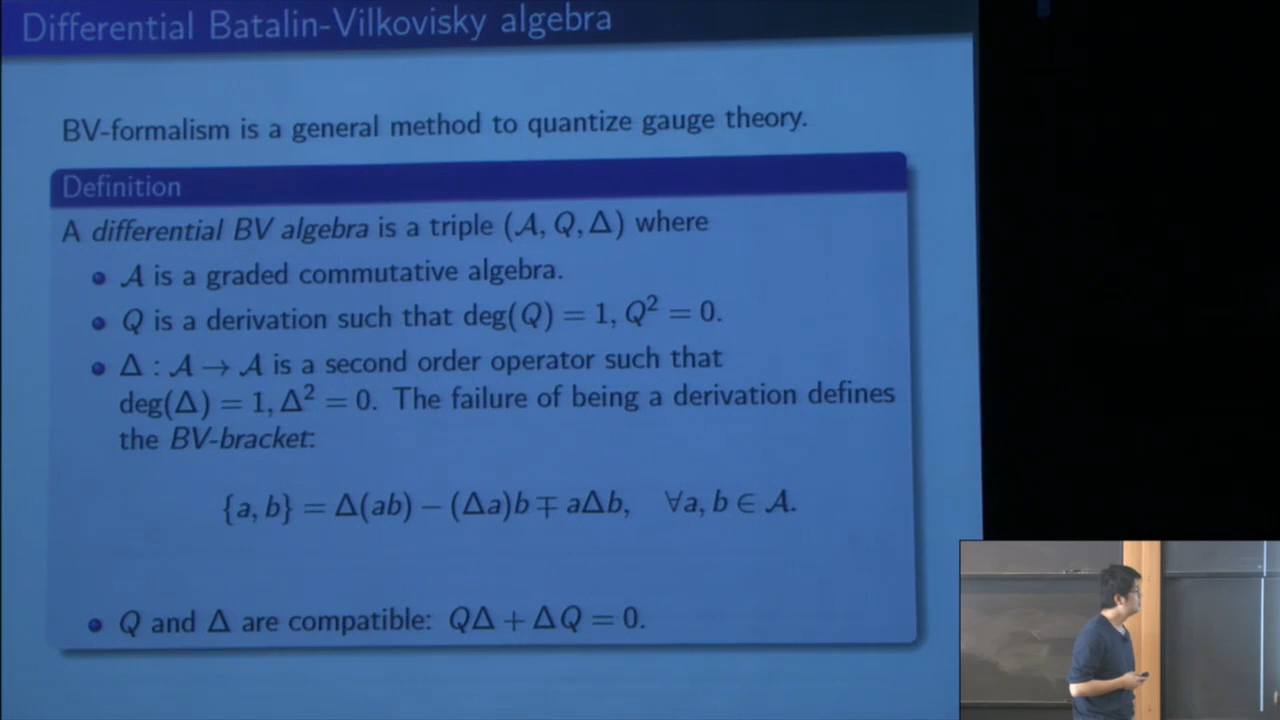 Differential Batalin-Vilkovisky algebra
BV-formalism is a general method to quantize gauge theory.
Definition
A differential BV algebra is a triple (𝒜, Q, Δ) where
• 𝒜 is a graded commutative algebra.
• Q is a derivation such that deg(Q) = 1, Q² = 0.
• Δ : 𝒜 → 𝒜 is a second order operator such that
deg(Δ) = 1, Δ² = 0. The failure of being a derivation defines
the BV-bracket:
{a, b} = Δ(ab) − (Δa)b ∓ aΔb, ∀a, b ∈ 𝒜.
• Q and Δ are compatible: QΔ + ΔQ = 0.